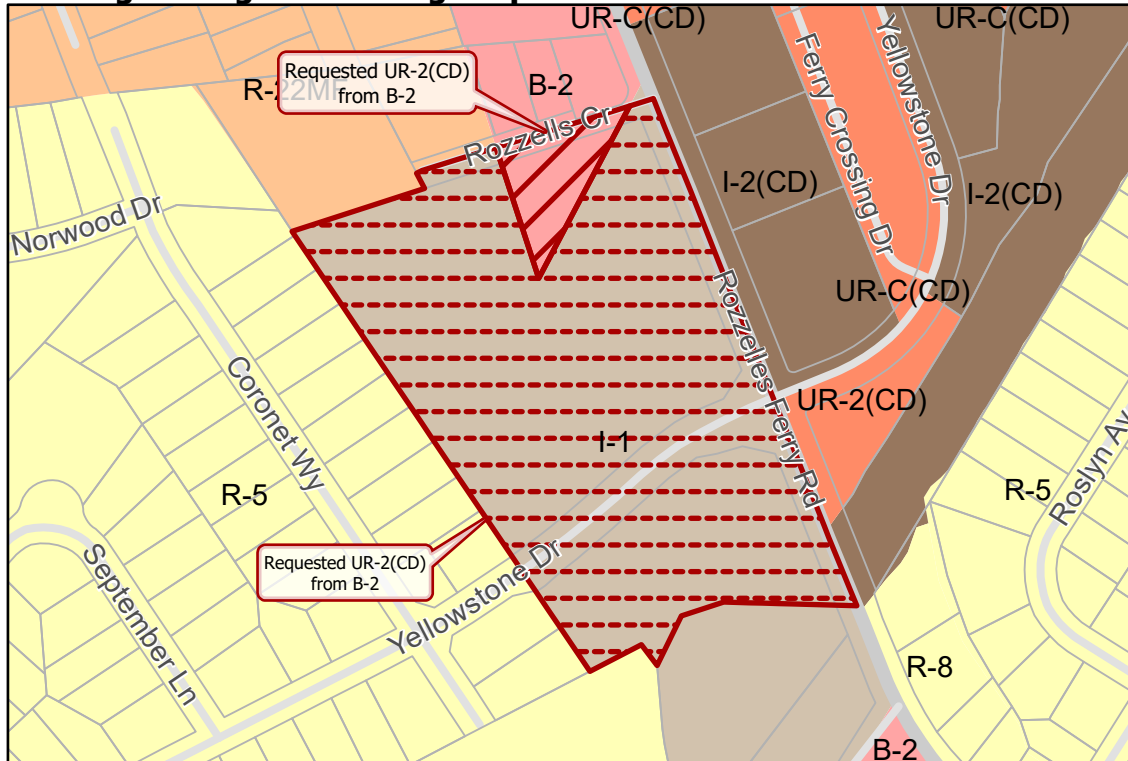 UR-C(CD)
UR-C(CD)
Requested UR-2(CD)
from B-2
R-22MF
B-2
Rozzells Cr
Ferry Crossing Dr
Yellowstone Dr
I-2(CD)
I-2(CD)
Norwood Dr
UR-C(CD)
Rozzelles Ferry Rd
Coronet Wy
UR-2(CD)
I-1
R-5
R-5
Roslyn Av
Requested UR-2(CD)
from B-2
September Ln
Yellowstone Dr
R-8
B-2